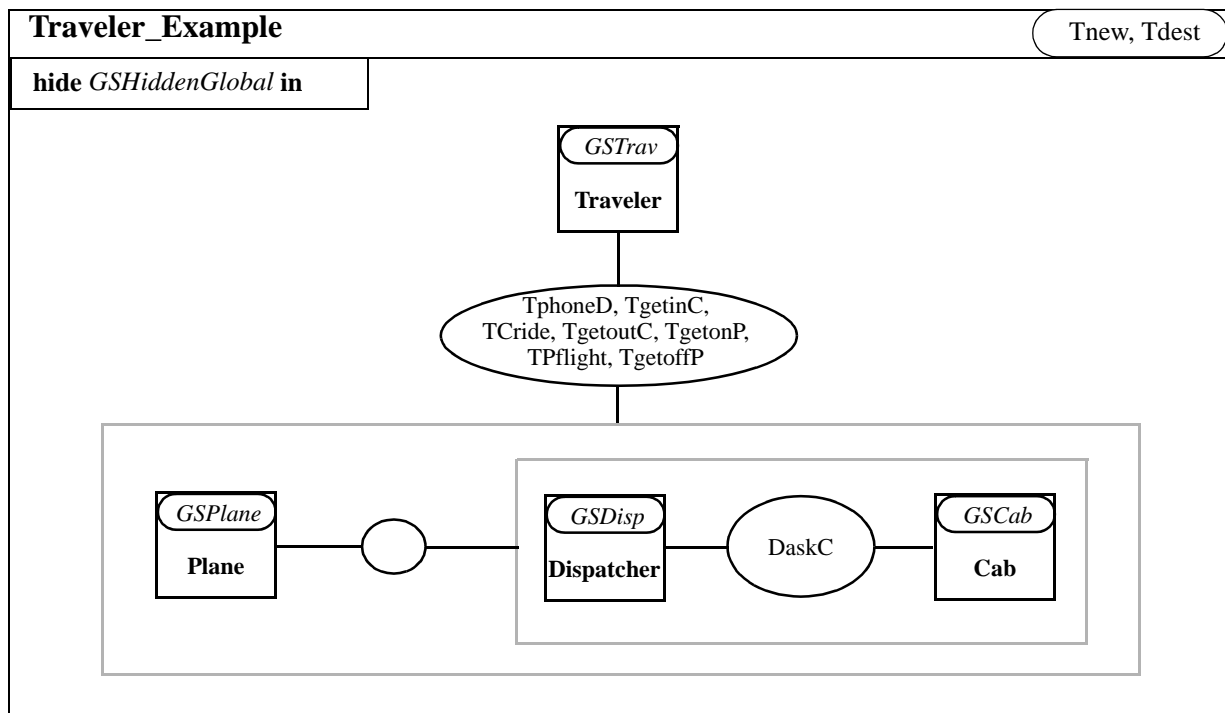 Traveler_Example
Tnew, Tdest
hide GSHiddenGlobal in
GSTrav
Traveler
TphoneD, TgetinC,
TCride, TgetoutC, TgetonP,
TPflight, TgetoffP
GSPlane
Plane
GSDisp
Dispatcher
DaskC
GSCab
Cab